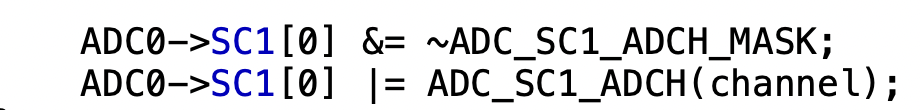 ADC0->SC1[0] &= ~ADC_SC1_ADCH_MASK;
ADC0->SC1[0] |= ADC_SC1_ADCH(channel);